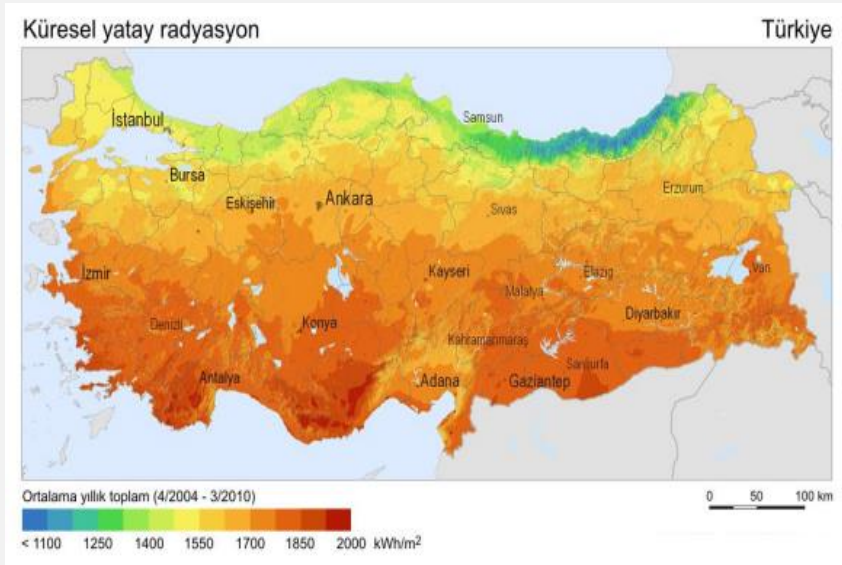 Küresel yatay radyasyon
Türkiye
İstanbul
Samsun
Bursa
Eskişehir
Ankara
Erzurum
Sivas
İzmir
Kayseri
Elazığ
Van
Malatya
Denizli
Konya
Diyarbakır
Kahramanmaraş
Şanlıurfa
Antalya
Adana
Gaziantep
Ortalama yıllık toplam (4/2004 - 3/2010)
0 50 100 km
< 1100 1250 1400 1550 1700 1850 2000 kWh/m²